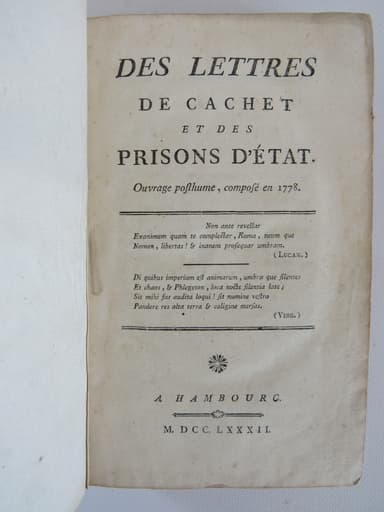 DES LETTRES
DE CACHET
ET DES
PRISONS D'ÉTAT.
Ouvrage posthume, composé en 1778.
Non ante revellar
Exanimem quam te complectar, Roma, tuum que
Nomen, libertas! & inanem prosequar umbram.
(LUCAN.)
Di quibus imperium est animarum, umbræ que silentes
Et chaos, & Phlegeton, loca nocte silentia late;
Sit mihi fas audita loqui! sit numine vestro
Pandere res alta terra & caligine mersas.
(VIRG.)
A HAMBOURG.
M. DCC. LXXXII.